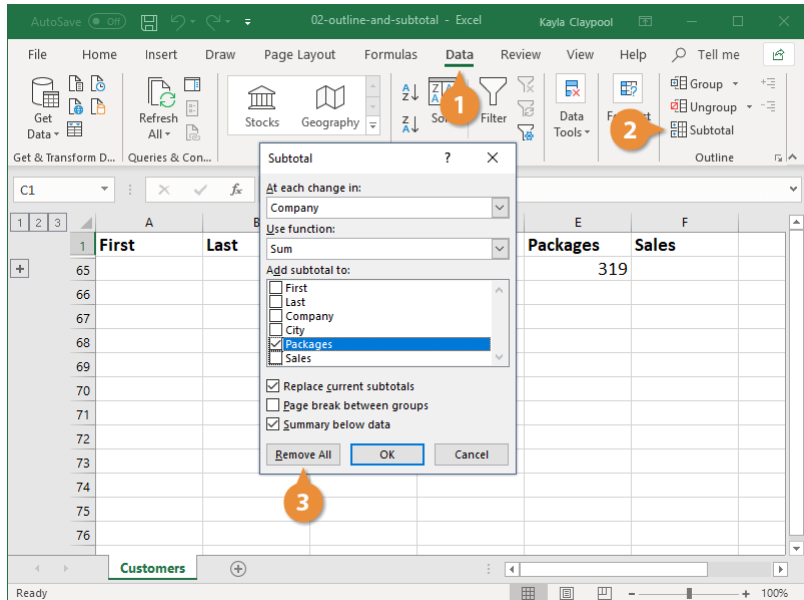 AutoSave Off 02-outline-and-subtotal - Excel Kayla Claypool
File Home Insert Draw Page Layout Formulas Data Review View Help Tell me
Get Data
Refresh All
Stocks Geography
Filter
Data Tools
Group
Ungroup
Subtotal
1
2
Get & Transform D... Queries & Con... Outline
Subtotal ? ×
C1 fx
At each change in:
Company
Use function:
Sum
Add subtotal to:
First
Last
Company
City
Packages
Sales
Replace current subtotals
Page break between groups
Summary below data
Remove All OK Cancel
3
1 2 3 A B E F
1 First Last Packages Sales
65 319
66
67
68
69
70
71
72
73
74
75
76
Customers
Ready 100%